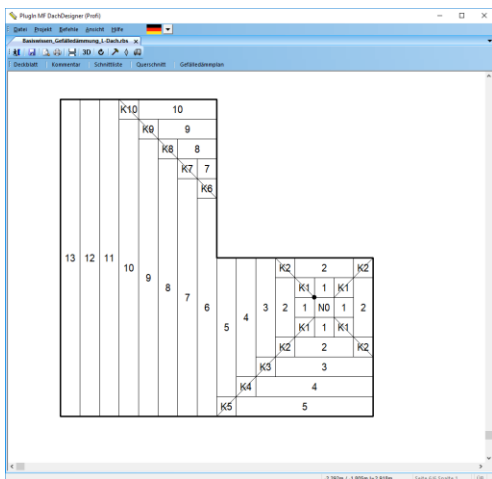 PlugIn MF DachDesigner (Profi)
Datei Projekt Befehle Ansicht Hilfe
Basiswissen_Gefälledämmung_L-Dach.dbs x
3D
Deckblatt Kommentar Schnittliste Querschnitt Gefälledämmplan
K10 10
K9 9
K8 8
K7 7
K6
13 12 11 10 9 8 7 6 5 4 3 2
K2 2 K2
K1 1 K1
1 N0 1 2
K1 1 K1
K2 2 K2
K3 3
K4 4
K5 5